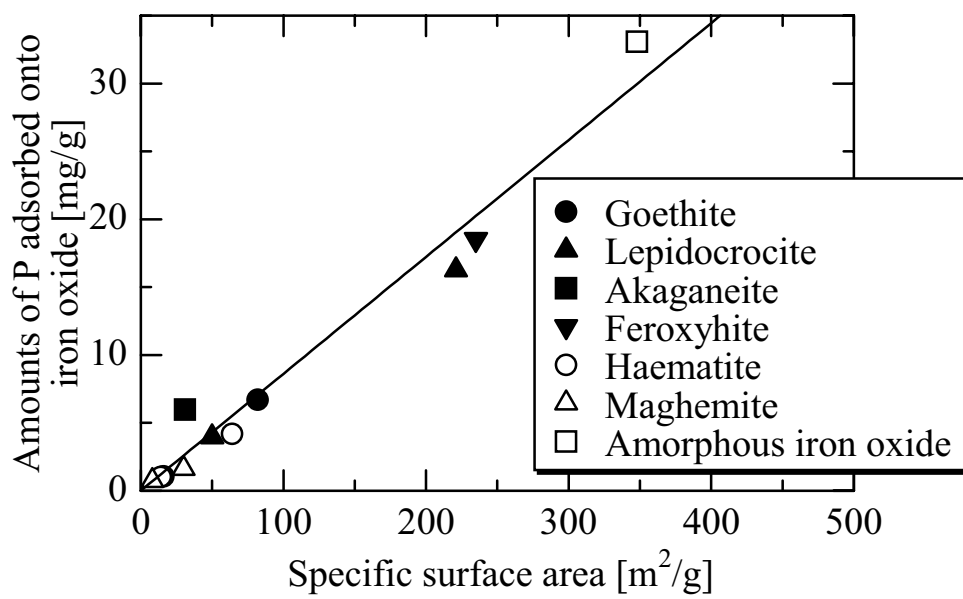 Amounts of P adsorbed onto
iron oxide [mg/g]
30
20
10
0
0 100 200 300 400 500
Specific surface area [m²/g]
Goethite
Lepidocrocite
Akaganeite
Feroxyhite
Haematite
Maghemite
Amorphous iron oxide